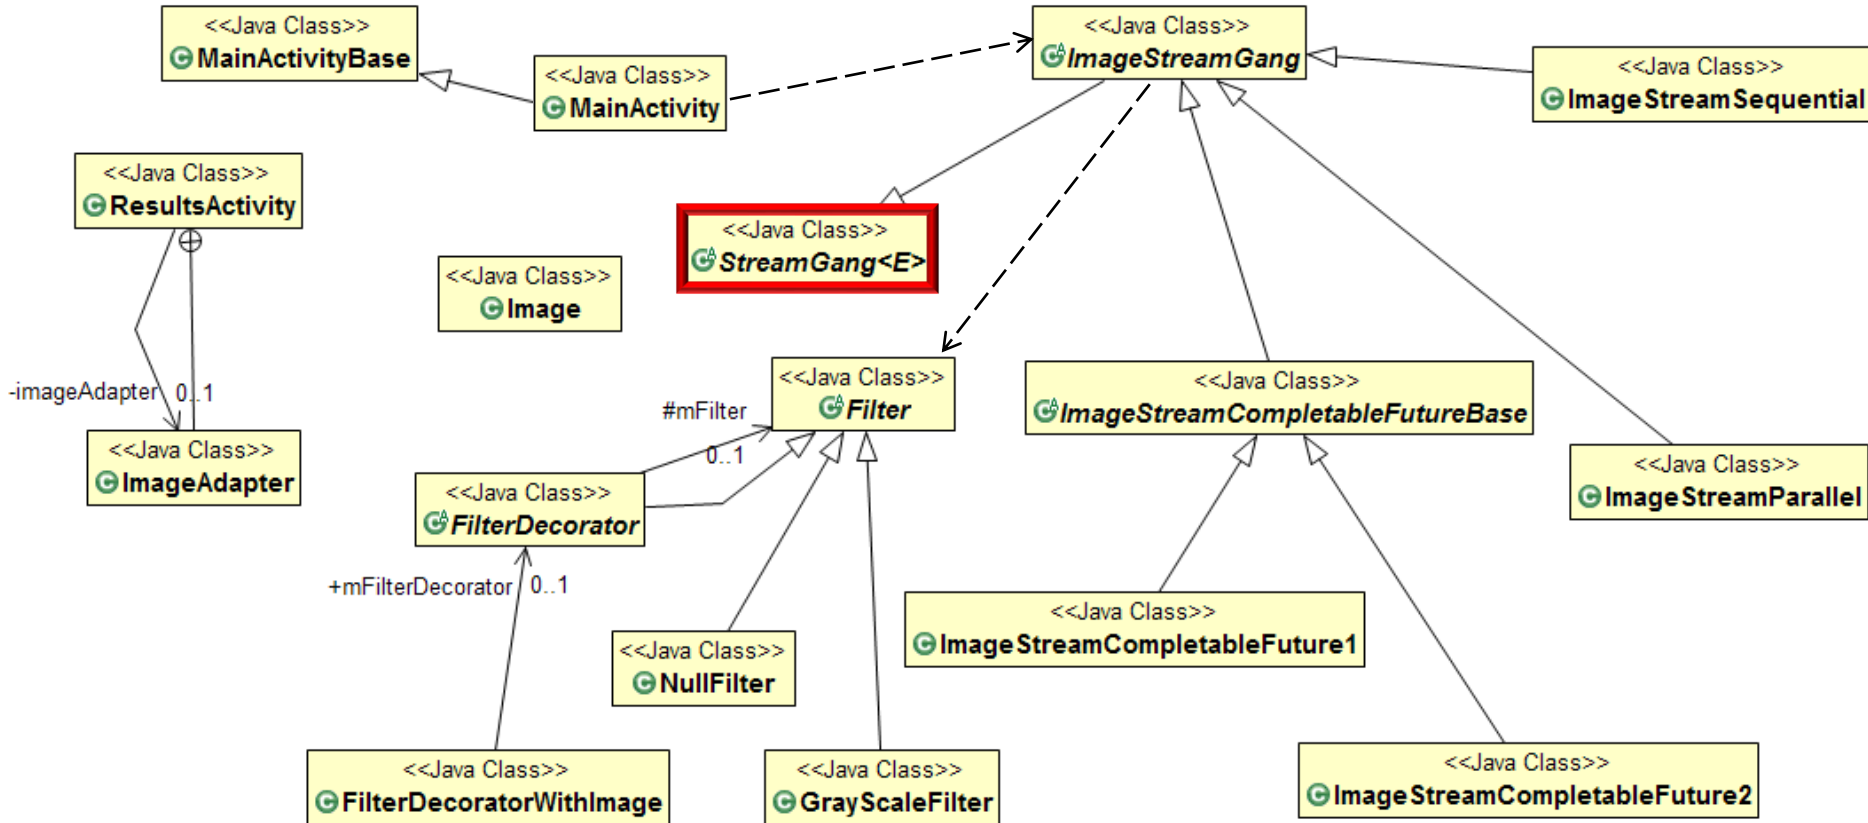 <<Java Class>>
MainActivityBase
<<Java Class>>
MainActivity
<<Java Class>>
ImageStreamGang
<<Java Class>>
ImageStreamSequential
<<Java Class>>
ResultsActivity
<<Java Class>>
StreamGang<E>
<<Java Class>>
Image
-imageAdapter 0..1
<<Java Class>>
ImageAdapter
<<Java Class>>
Filter
#mFilter
0..1
<<Java Class>>
ImageStreamCompletableFutureBase
<<Java Class>>
FilterDecorator
<<Java Class>>
ImageStreamParallel
+mFilterDecorator 0..1
<<Java Class>>
ImageStreamCompletableFuture1
<<Java Class>>
NullFilter
<<Java Class>>
FilterDecoratorWithImage
<<Java Class>>
GrayScaleFilter
<<Java Class>>
ImageStreamCompletableFuture2